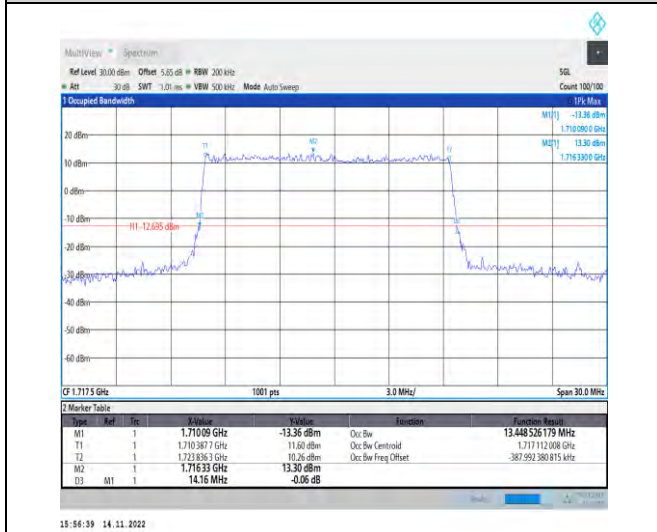 MultiView Spectrum
Ref Level 30.00 dBm Offset 5.85 dB RBW 200 kHz SGL
Att 30 dB SWT 1.01 ms VBW 500 kHz Mode Auto Sweep Count 100/100
1 Occupied Bandwidth 1Pk Max
M1[1] -13.36 dBm
1.710 090 0 GHz
M2[1] 13.30 dBm
1.716 330 0 GHz
20 dBm
T1 M2 T2
10 dBm
0 dBm
-10 dBm
M1
H1 -12.695 dBm
-20 dBm
-30 dBm
-40 dBm
-50 dBm
-60 dBm
CF 1.7175 GHz 1001 pts 3.0 MHz/ Span 30.0 MHz
2 Marker Table
Type Ref Trc X-Value Y-Value Function Function Result
M1 1 1.71009 GHz -13.36 dBm Occ Bw 13.448 526 179 MHz
T1 1 1.710 387 7 GHz 11.60 dBm Occ Bw Centroid 1.717 112 008 GHz
T2 1 1.723 836 3 GHz 10.26 dBm Occ Bw Freq Offset -387.992 380 815 kHz
M2 1 1.71633 GHz 13.30 dBm
D3 M1 1 14.16 MHz -0.06 dB
15:56:39 14.11.2022